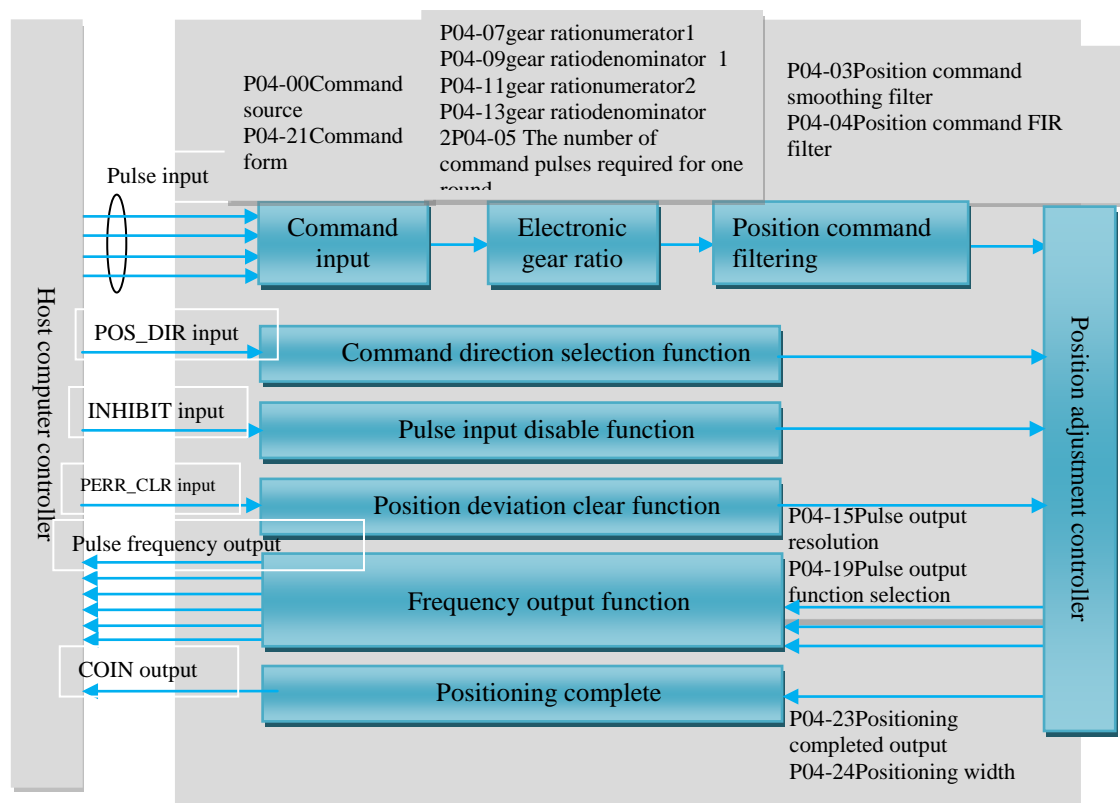 P04-07gear rationumerator1
P04-09gear ratiodenominator 1
P04-11gear rationumerator2
P04-13gear ratiodenominator
2P04-05 The number of
command pulses required for one
round
P04-00Command
source
P04-21Command
form
P04-03Position command
smoothing filter
P04-04Position command FIR
filter
Pulse input
Command
input
Electronic
gear ratio
Position command
filtering
Host computer controller
Position adjustment controller
POS_DIR input
Command direction selection function
INHIBIT input
Pulse input disable function
PERR_CLR input
Position deviation clear function
P04-15Pulse output
resolution
P04-19Pulse output
function selection
Pulse frequency output
Frequency output function
COIN output
Positioning complete
P04-23Positioning
completed output
P04-24Positioning width